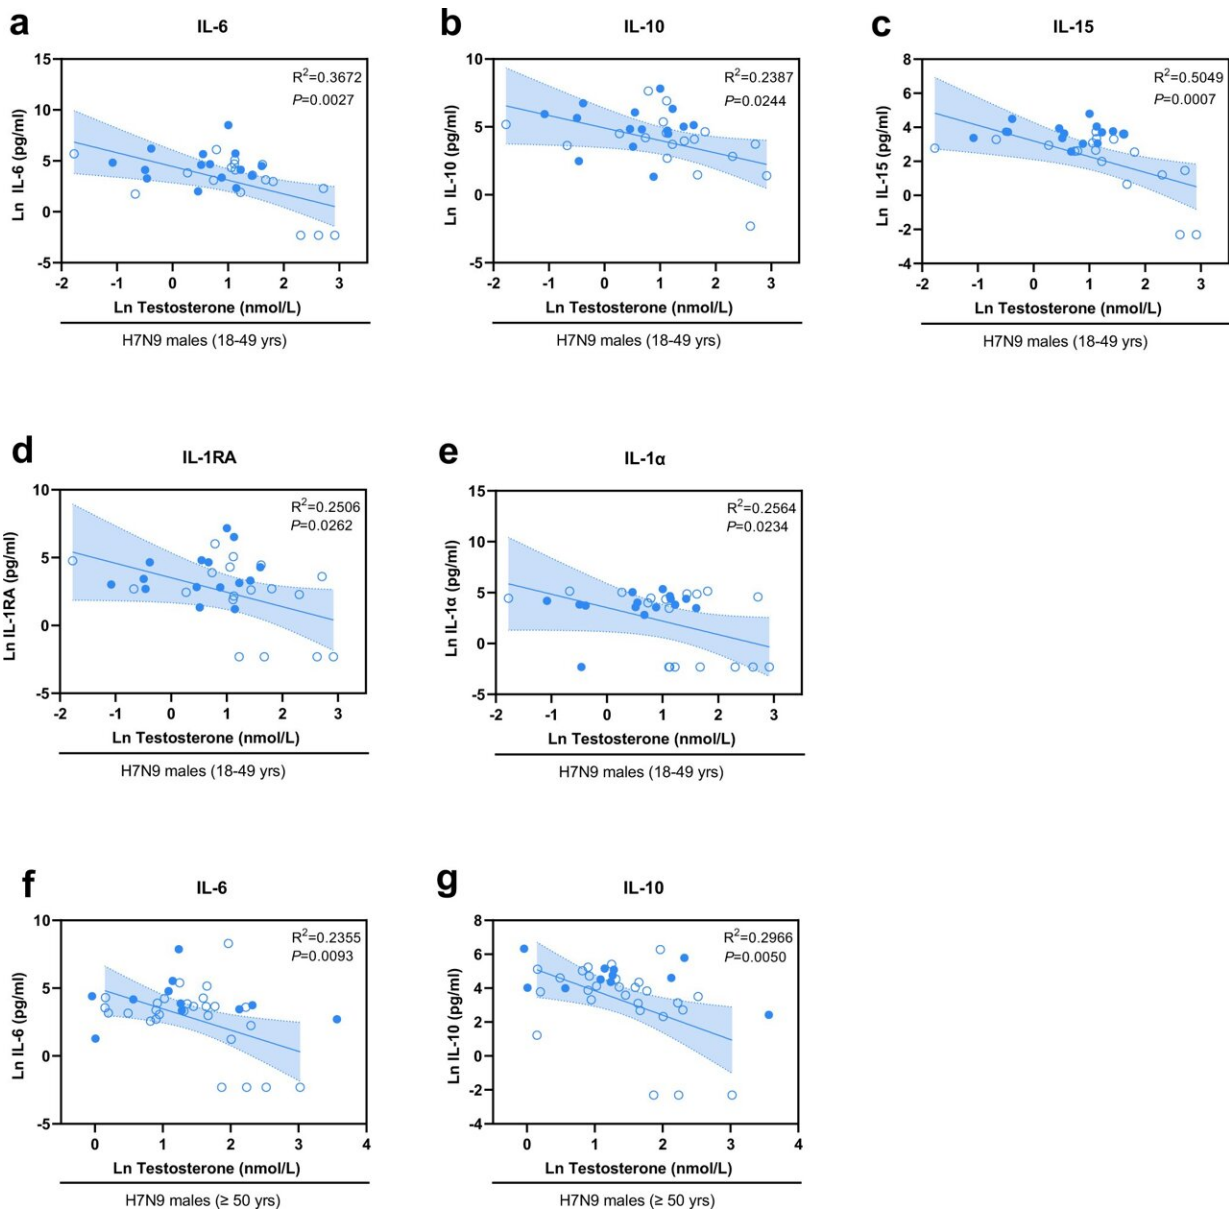 a
IL-6
R²=0.3672
P=0.0027
Ln IL-6 (pg/ml)
15
10
5
0
-5
-2 -1 0 1 2 3
Ln Testosterone (nmol/L)
H7N9 males (18-49 yrs)
b
IL-10
R²=0.2387
P=0.0244
Ln IL-10 (pg/ml)
10
5
0
-5
-2 -1 0 1 2 3
Ln Testosterone (nmol/L)
H7N9 males (18-49 yrs)
c
IL-15
R²=0.5049
P=0.0007
Ln IL-15 (pg/ml)
8
6
4
2
0
-2
-4
-2 -1 0 1 2 3
Ln Testosterone (nmol/L)
H7N9 males (18-49 yrs)
d
IL-1RA
R²=0.2506
P=0.0262
Ln IL-1RA (pg/ml)
10
5
0
-5
-2 -1 0 1 2 3
Ln Testosterone (nmol/L)
H7N9 males (18-49 yrs)
e
IL-1α
R²=0.2564
P=0.0234
Ln IL-1α (pg/ml)
15
10
5
0
-5
-2 -1 0 1 2 3
Ln Testosterone (nmol/L)
H7N9 males (18-49 yrs)
f
IL-6
R²=0.2355
P=0.0093
Ln IL-6 (pg/ml)
10
5
0
-5
0 1 2 3 4
Ln Testosterone (nmol/L)
H7N9 males (≥ 50 yrs)
g
IL-10
R²=0.2966
P=0.0050
Ln IL-10 (pg/ml)
8
6
4
2
0
-2
-4
0 1 2 3 4
Ln Testosterone (nmol/L)
H7N9 males (≥ 50 yrs)